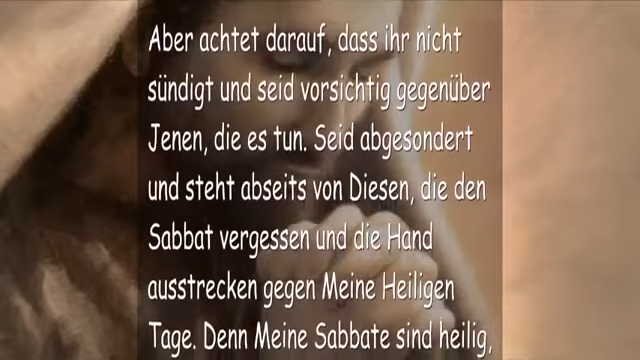 Aber achtet darauf, dass ihr nicht
sündigt und seid vorsichtig gegenüber
Jenen, die es tun. Seid abgesondert
und steht abseits von Diesen, die den
Sabbat vergessen und die Hand
ausstrecken gegen Meine Heiligen
Tage. Denn Meine Sabbate sind heilig,